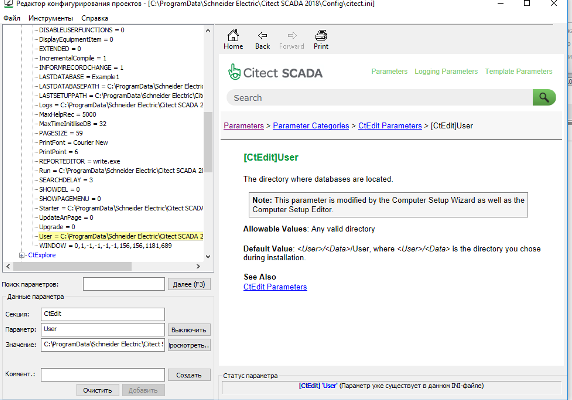 Редактор конфигурирования проектов - [C:\ProgramData\Schneider Electric\Citect SCADA 2018\Config\citect.ini]
Файл Инструменты Справка
DISABLEUSERFUNCTIONS = 0
DisplayEquipmentItem = 0
EXTENDED = 0
IncrementalCompile = 1
INFOFARRECORDCHANGE = 1
LASTDATABASE = Example1
LASTDATABASEPATH = C:\ProgramData\Schneider Electri
LASTSETUPPATH = C:\ProgramData\Schneider Electric\C
Logs = C:\ProgramData\Schneider Electric\Citect SCADA 2
MaxHelpRec = 5000
MaxTimeInitliseDB = 32
PAGESIZE = 59
PrintFont = Courier New
PrintPoint = 6
REPORTEDITOR = write.exe
Run = C:\ProgramData\Schneider Electric\Citect SCADA 2
SEARCHDELAY = 3
SHOWDEL = 0
SHOWPAGEMENU = 0
Starter = C:\ProgramData\Schneider Electric\Citect SCAD
UpdateAnPage = 0
Upgrade = 0
User = C:\ProgramData\Schneider Electric\Citect SCADA 2
WINDOW = 0,1,-1,-1,-1,-1,156,156,1181,689
CtExplore
Поиск параметров:
Далее (F3)
Данные параметра
Секция: CtEdit
Параметр: User
Выключить
Значение: C:\ProgramData\Schneider Electric\Citect S
Просмотреть...
Коммент.:
Создать
Очистить Добавить
Home Back Forward Print
Citect SCADA
Parameters Logging Parameters Template Parameters
Search
Parameters > Parameter Categories > CtEdit Parameters > [CtEdit]User
[CtEdit]User
The directory where databases are located.
Note: This parameter is modified by the Computer Setup Wizard as well as the
Computer Setup Editor.
Allowable Values: Any valid directory
Default Value: <User>/<Data>/User, where <User>/<Data> is the directory you chose
during installation.
See Also
CtEdit Parameters
Статус параметра
[CtEdit] 'User' (Параметр уже существует в данном INI-файле)